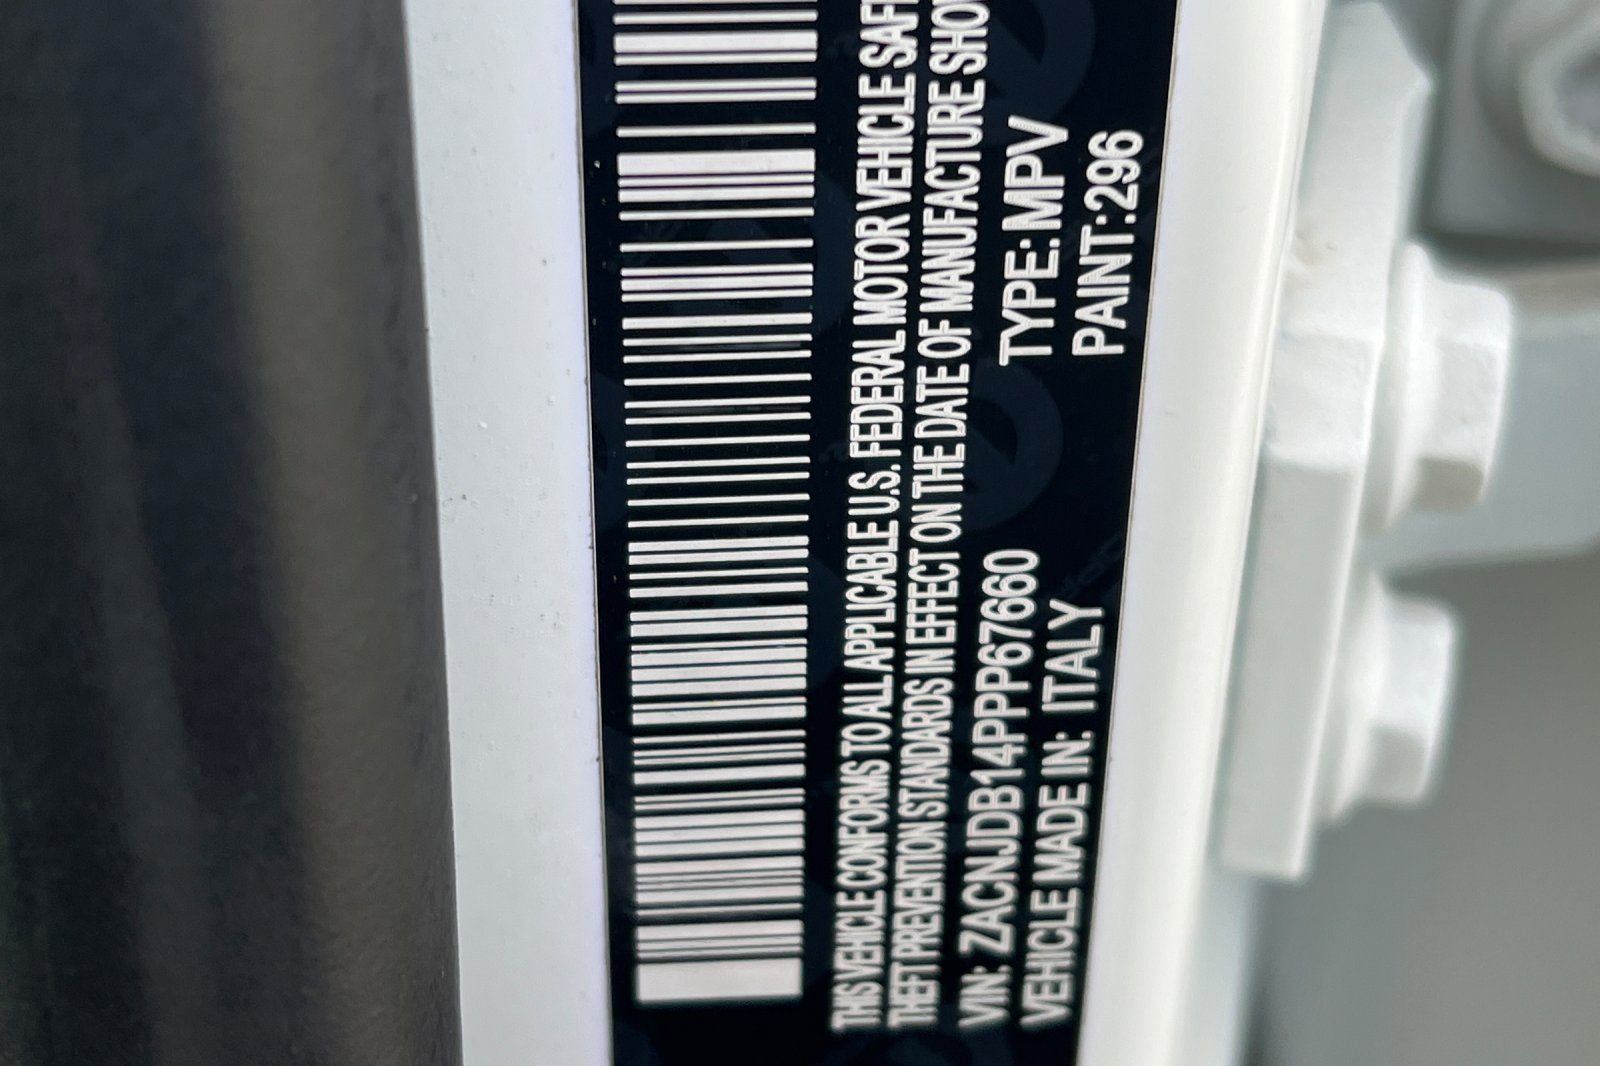 THIS VEHICLE CONFORMS TO ALL APPLICABLE U.S. FEDERAL MOTOR VEHICLE SAF
THEFT PREVENTION STANDARDS IN EFFECT ON THE DATE OF MANUFACTURE SHO
VIN: ZACNJDB14PPP67660 TYPE: MPV
VEHICLE MADE IN: ITALY PAINT:296